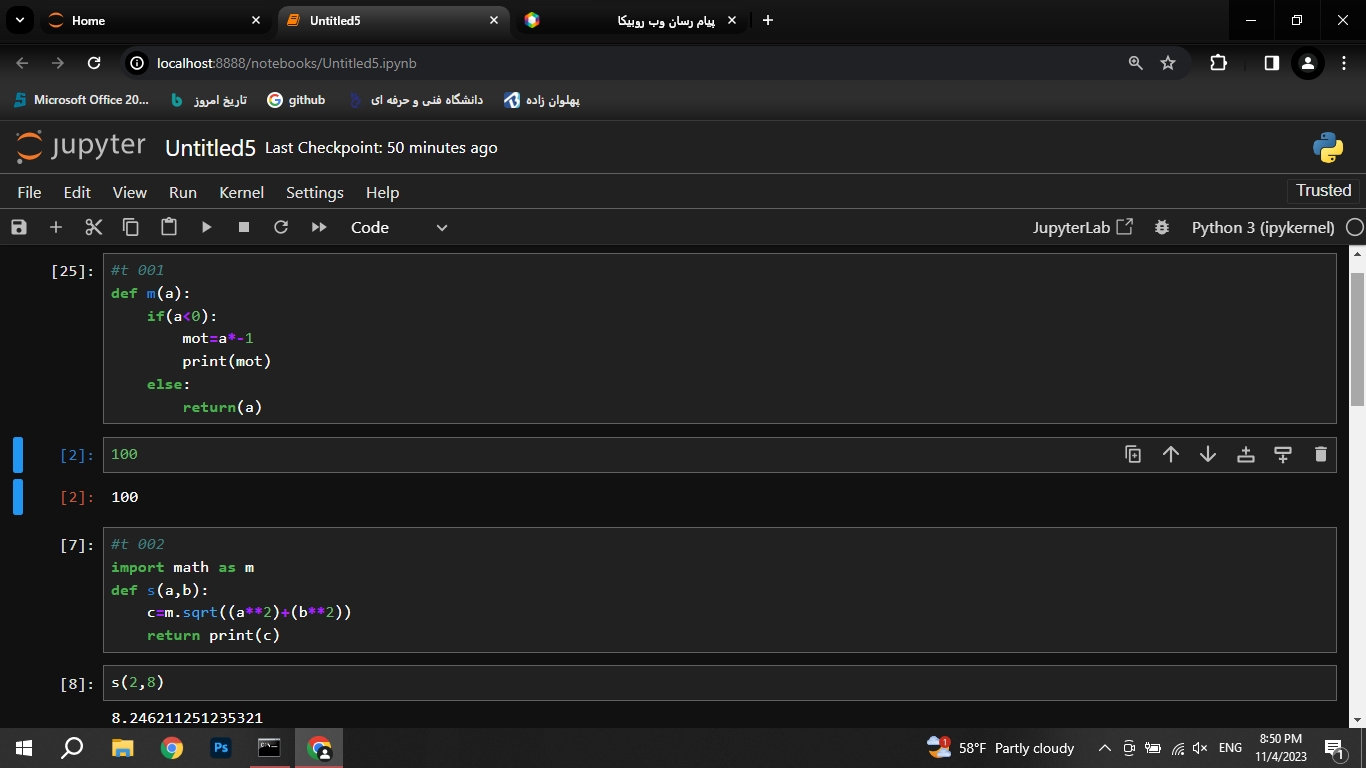 Home
Untitled5
پیام رسان وب روبیکا
localhost:8888/notebooks/Untitled5.ipynb
Microsoft Office 20... تاریخ امروز github دانشگاه فنی و حرفه ای پهلوان زاده
jupyter Untitled5 Last Checkpoint: 50 minutes ago
File Edit View Run Kernel Settings Help Trusted
Code JupyterLab Python 3 (ipykernel)
[25]: #t 001
def m(a):
    if(a<0):
        mot=a*-1
        print(mot)
    else:
        return(a)
[2]: 100
[2]: 100
[7]: #t 002
import math as m
def s(a,b):
    c=m.sqrt((a**2)+(b**2))
    return print(c)
[8]: s(2,8)
8.246211251235321
Ps C:\. 1 58°F Partly cloudy ENG 8:50 PM
11/4/2023 1